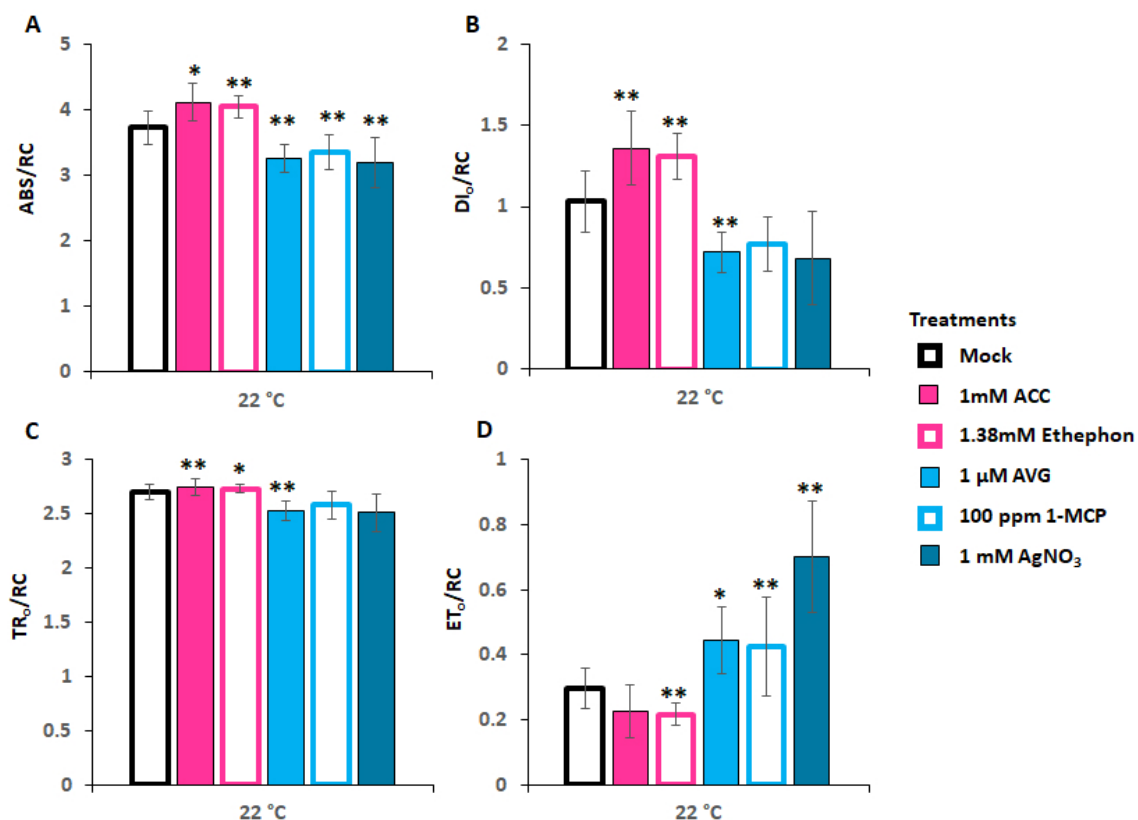 A
ABS/RC
5
4
3
2
1
0
*
**
**
**
**
22 °C
B
DIₒ/RC
2
1.5
1
0.5
0
**
**
**
22 °C
C
TRₒ/RC
3
2.5
2
1.5
1
0.5
0
**
*
**
22 °C
D
ETₒ/RC
1
0.8
0.6
0.4
0.2
0
**
*
**
**
22 °C
Treatments
Mock
1mM ACC
1.38mM Ethephon
1 µM AVG
100 ppm 1-MCP
1 mM AgNO₃